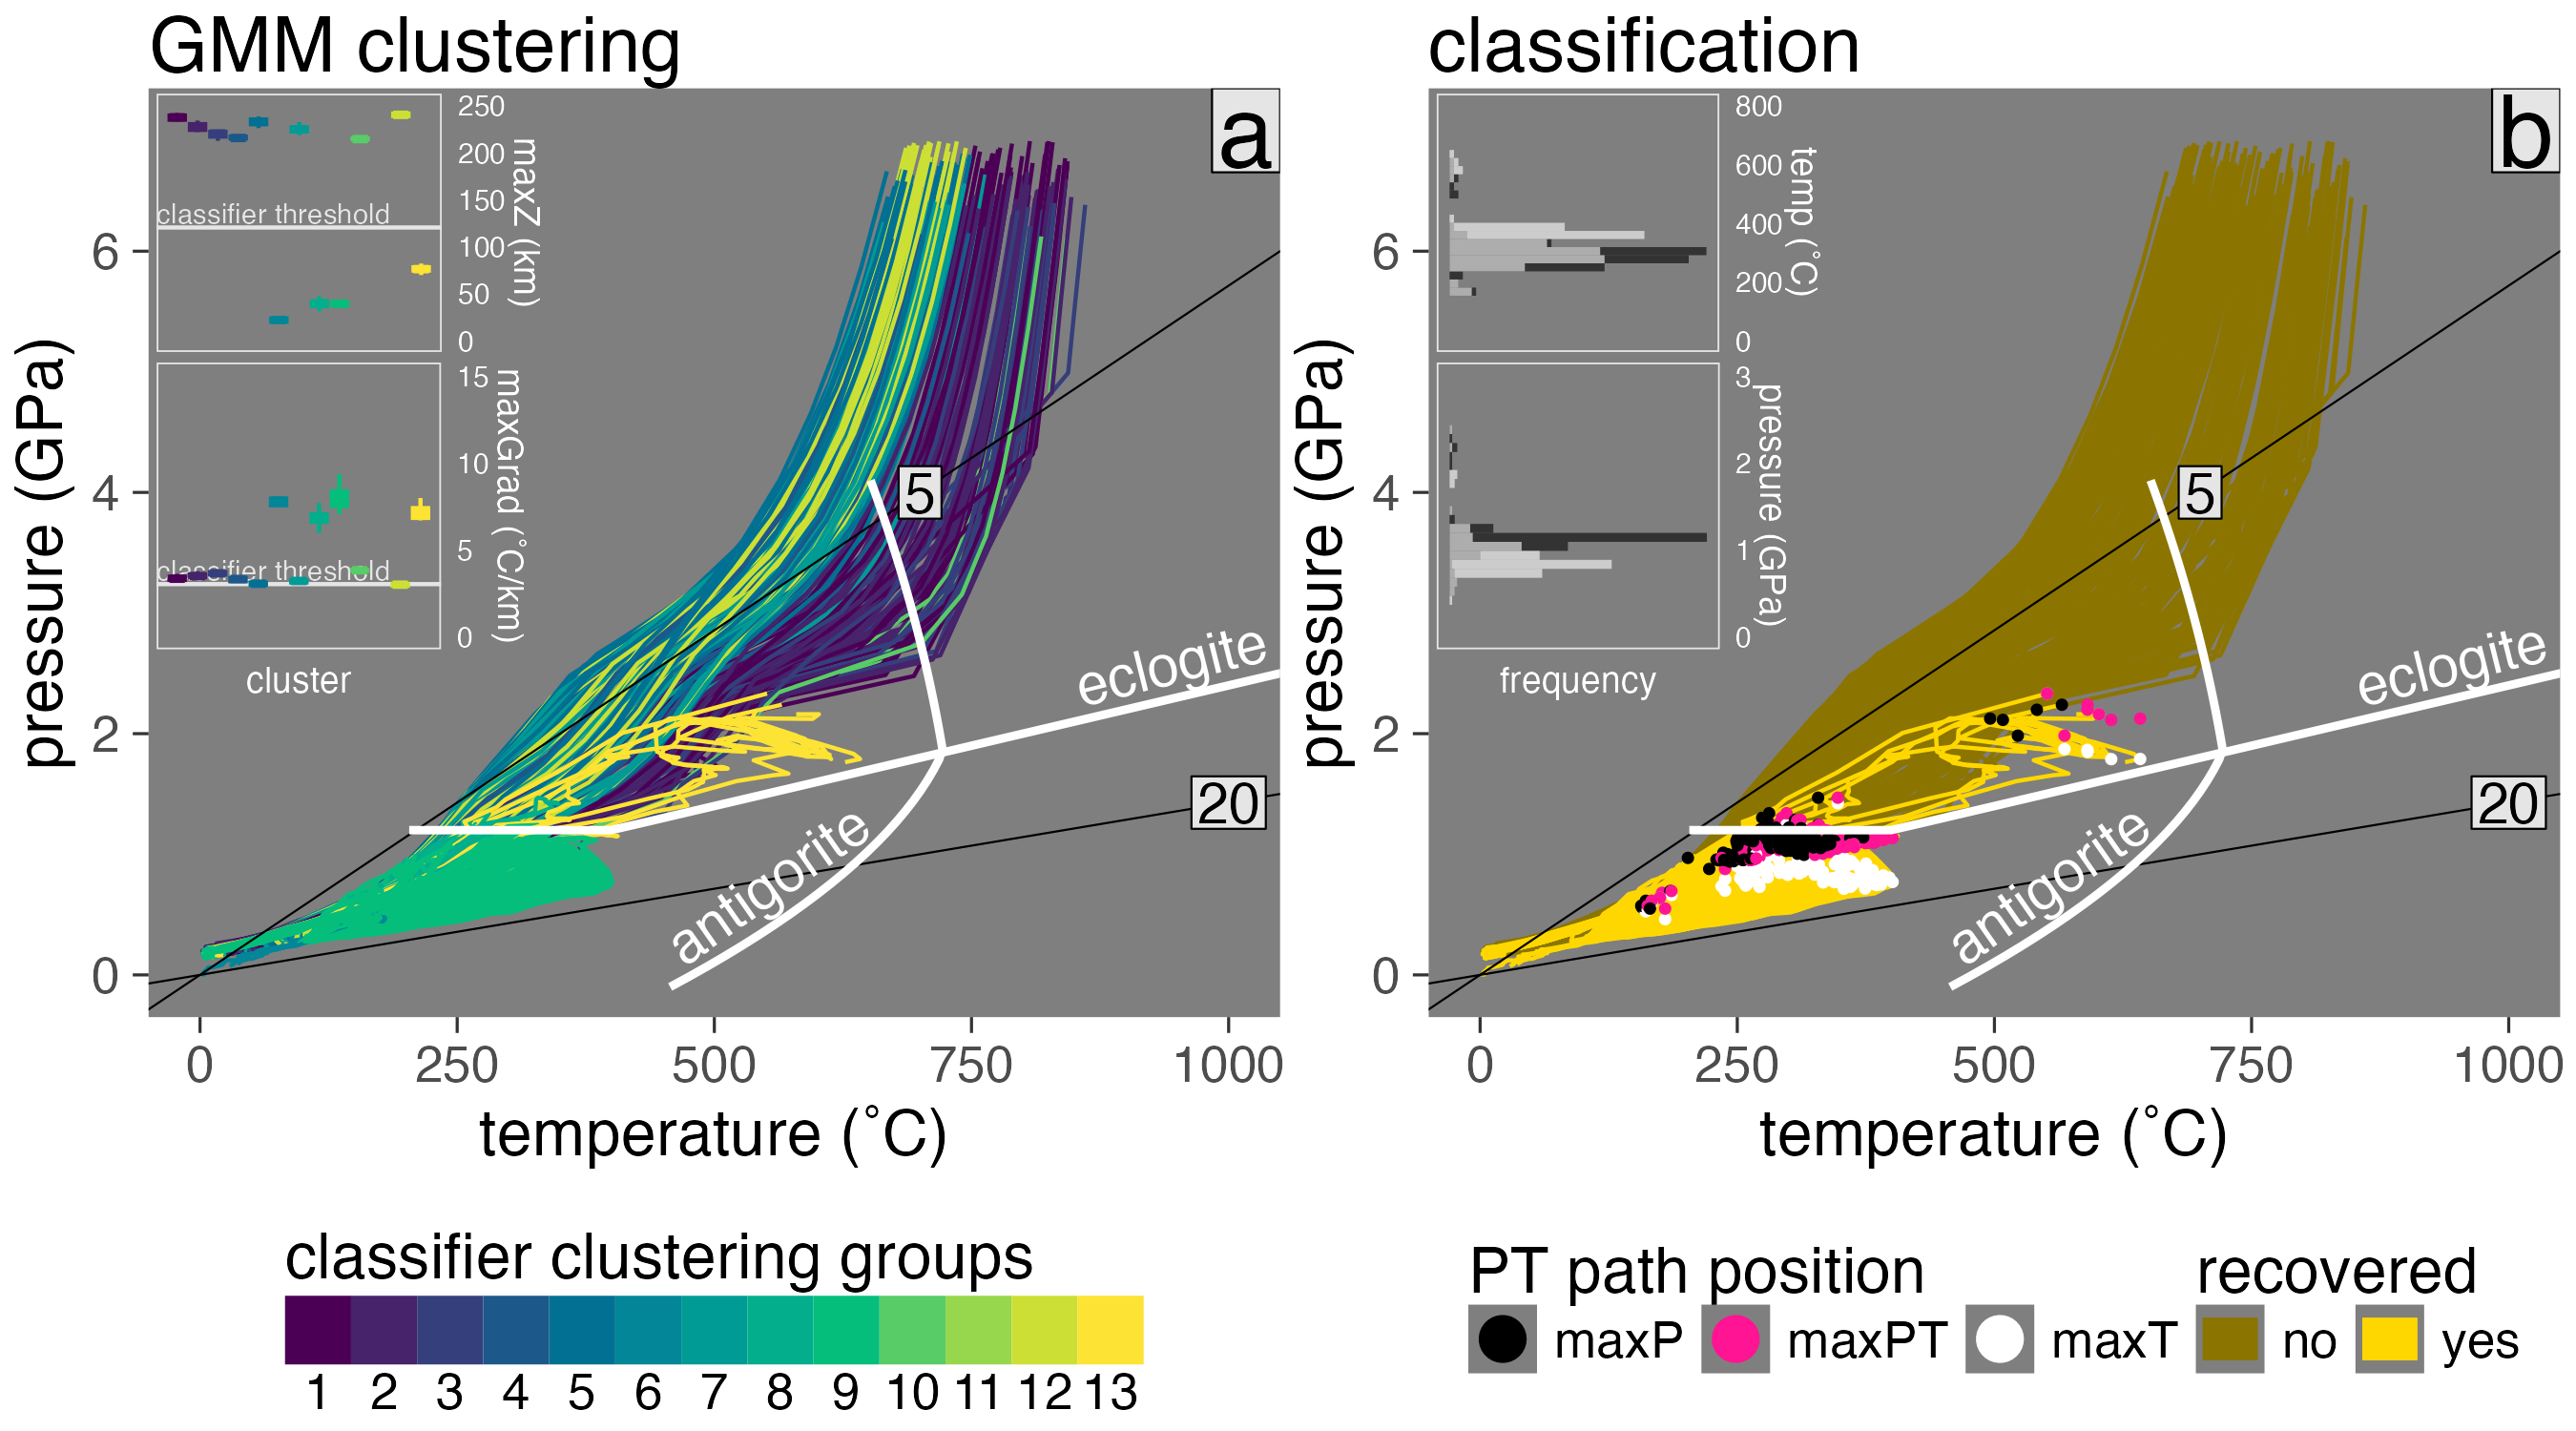 GMM clustering
a
250
200
150
100
50
0
maxZ (km)
classifier threshold
15
10
5
0
maxGrad (˚C/km)
classifier threshold
cluster
5
20
eclogite
antigorite
6
4
2
0
pressure (GPa)
0 250 500 750 1000
temperature (˚C)
classification
b
800
600
400
200
0
temp (˚C)
3
2
1
0
pressure (GPa)
frequency
5
20
eclogite
antigorite
6
4
2
0
pressure (GPa)
0 250 500 750 1000
temperature (˚C)
classifier clustering groups
1 2 3 4 5 6 7 8 9 10 11 12 13
PT path position
maxP maxPT maxT
recovered
no yes